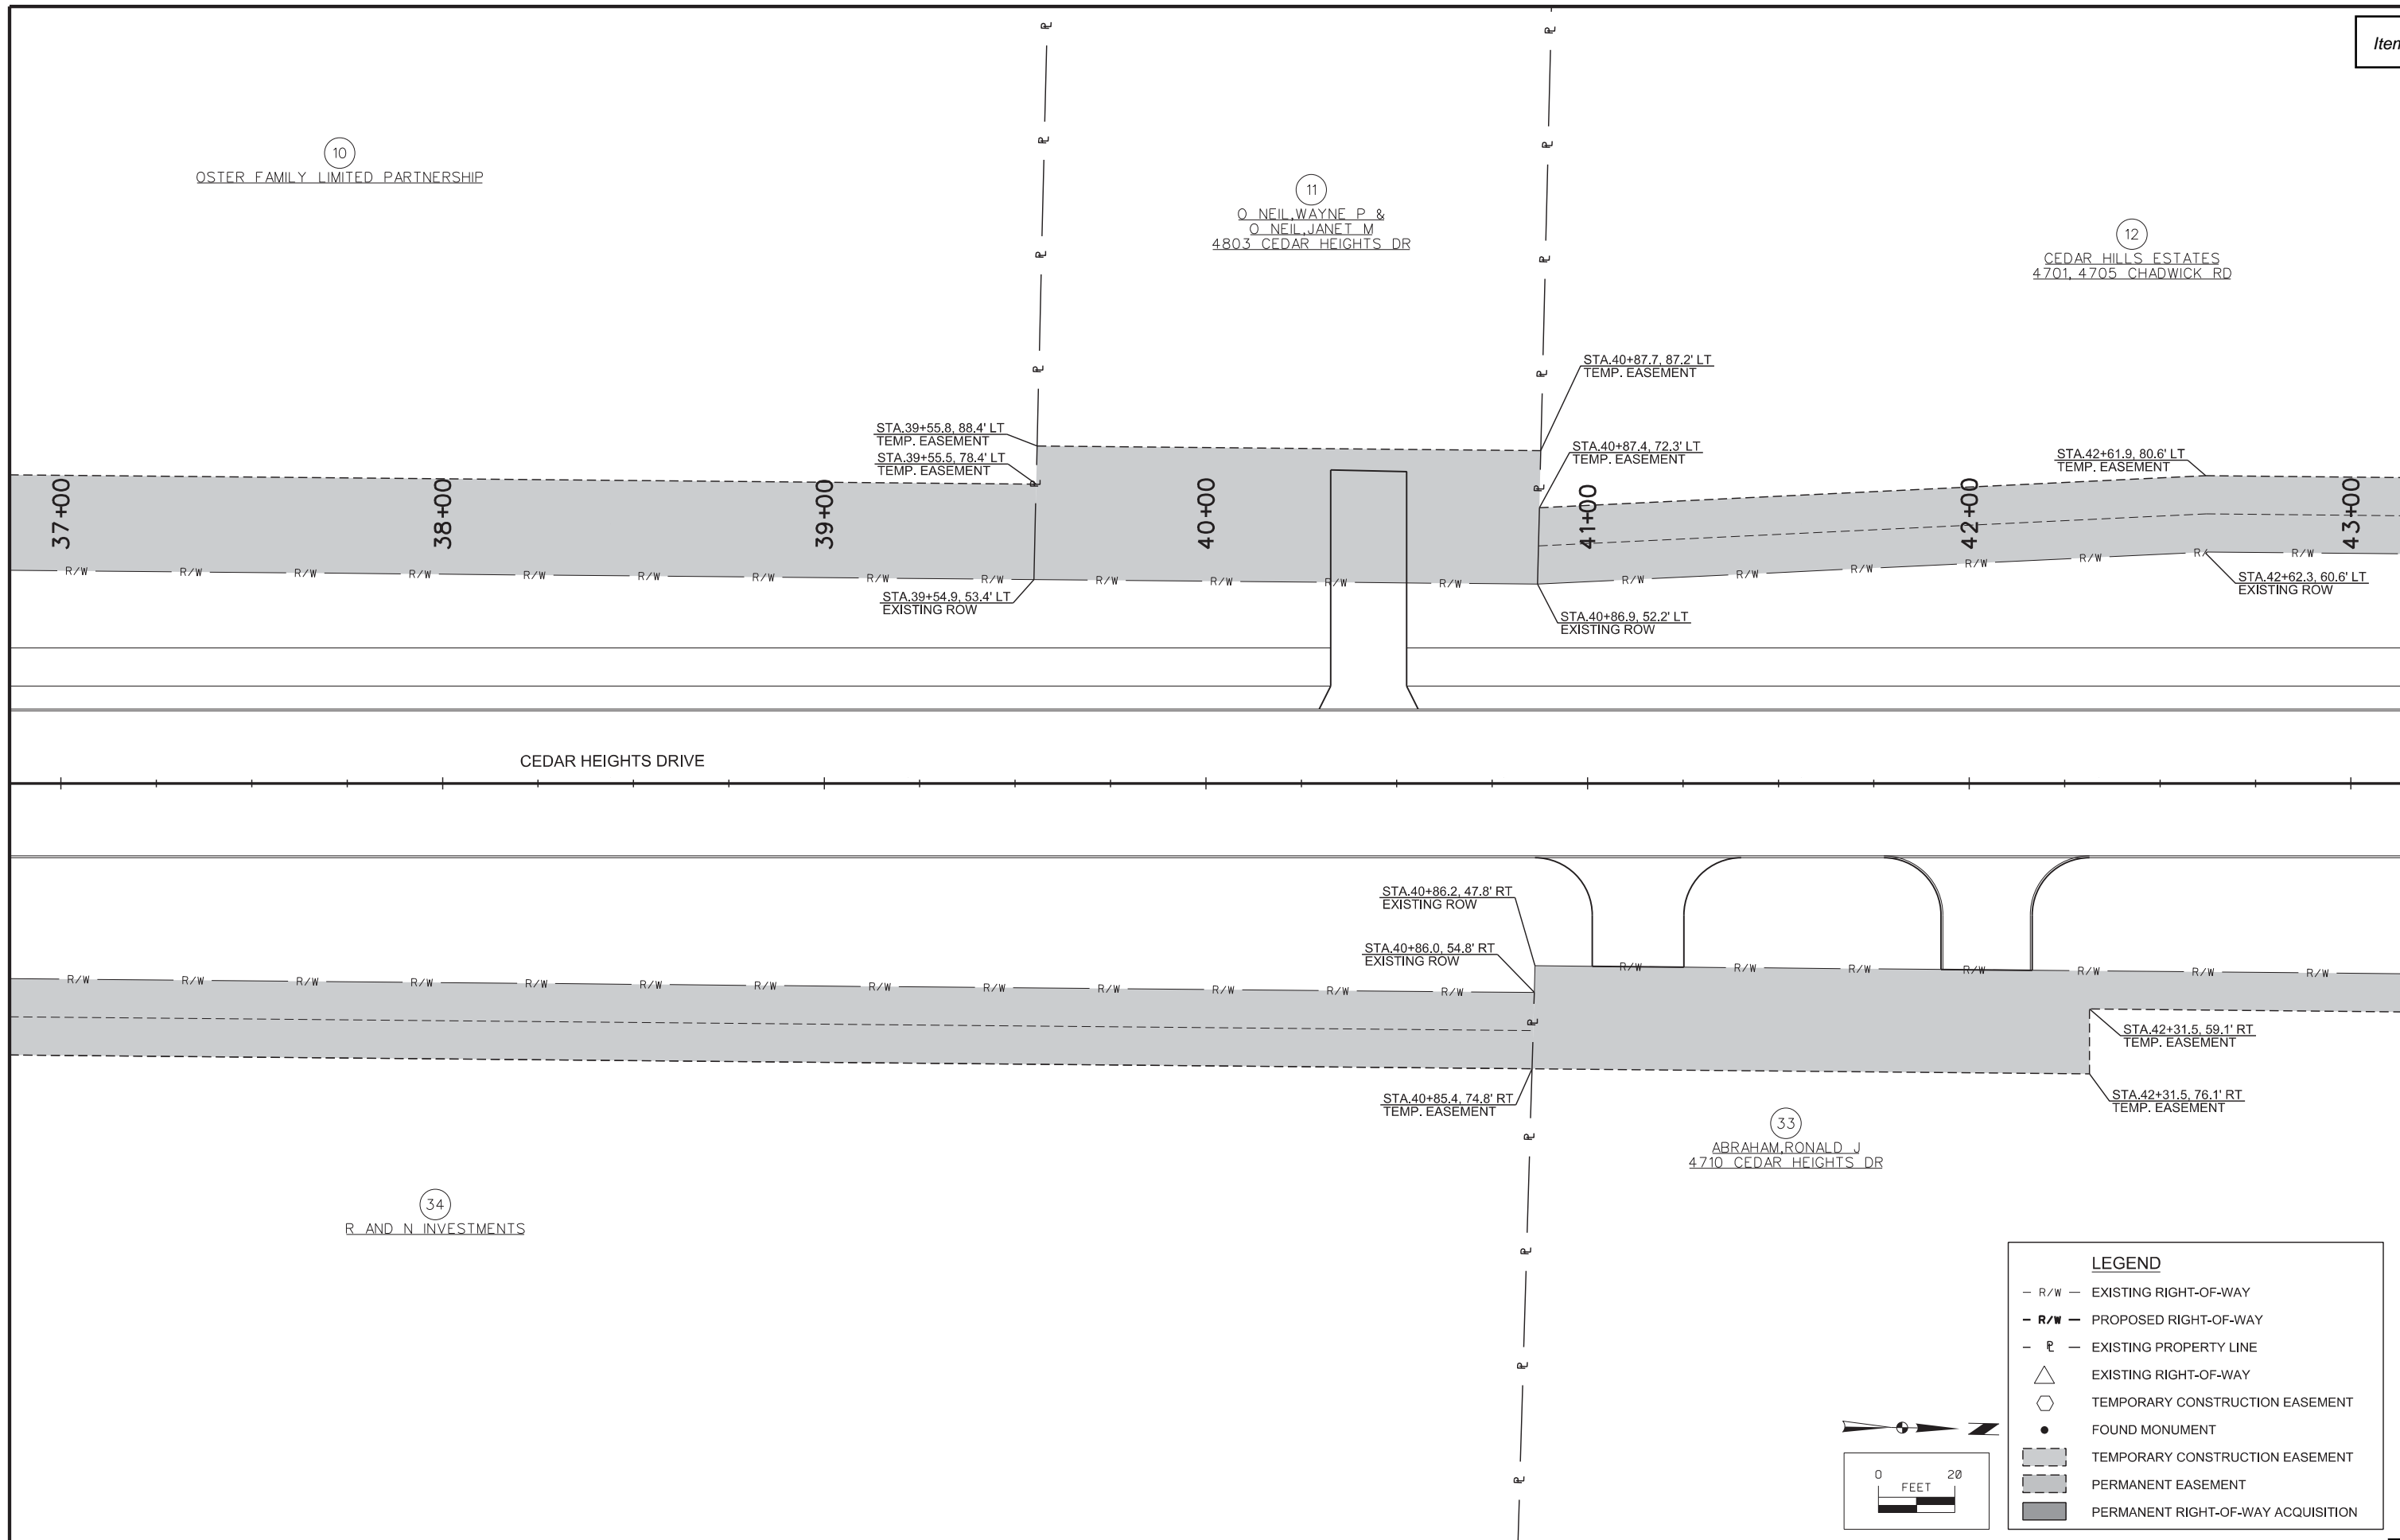 Item
10
OSTER FAMILY LIMITED PARTNERSHIP
11
O NEIL,WAYNE P &
O NEIL,JANET M
4803 CEDAR HEIGHTS DR
12
CEDAR HILLS ESTATES
4701, 4705 CHADWICK RD
STA.40+87.7, 87.2' LT
TEMP. EASEMENT
STA.39+55.8, 88.4' LT
TEMP. EASEMENT
STA.39+55.5, 78.4' LT
TEMP. EASEMENT
STA.40+87.4, 72.3' LT
TEMP. EASEMENT
STA.42+61.9, 80.6' LT
TEMP. EASEMENT
37+00
38+00
39+00
40+00
41+00
42+00
43+00
R/W R/W R/W R/W R/W R/W R/W R/W R/W R/W R/W R/W R/W R/W R/W R/W R/W R/W R/ R/W
STA.39+54.9, 53.4' LT
EXISTING ROW
STA.40+86.9, 52.2' LT
EXISTING ROW
STA.42+62.3, 60.6' LT
EXISTING ROW
CEDAR HEIGHTS DRIVE
STA.40+86.2, 47.8' RT
EXISTING ROW
STA.40+86.0, 54.8' RT
EXISTING ROW
R/W R/W R/W R/W R/W R/W R/W R/W R/W R/W R/W R/W R/W R/W R/W R/W R/W R/W R/W R/W
STA.42+31.5, 59.1' RT
TEMP. EASEMENT
STA.40+85.4, 74.8' RT
TEMP. EASEMENT
STA.42+31.5, 76.1' RT
TEMP. EASEMENT
33
ABRAHAM,RONALD J
4710 CEDAR HEIGHTS DR
34
R AND N INVESTMENTS
LEGEND
R/W EXISTING RIGHT-OF-WAY
R/W PROPOSED RIGHT-OF-WAY
PL EXISTING PROPERTY LINE
EXISTING RIGHT-OF-WAY
TEMPORARY CONSTRUCTION EASEMENT
FOUND MONUMENT
TEMPORARY CONSTRUCTION EASEMENT
PERMANENT EASEMENT
PERMANENT RIGHT-OF-WAY ACQUISITION
Z
0 20
FEET